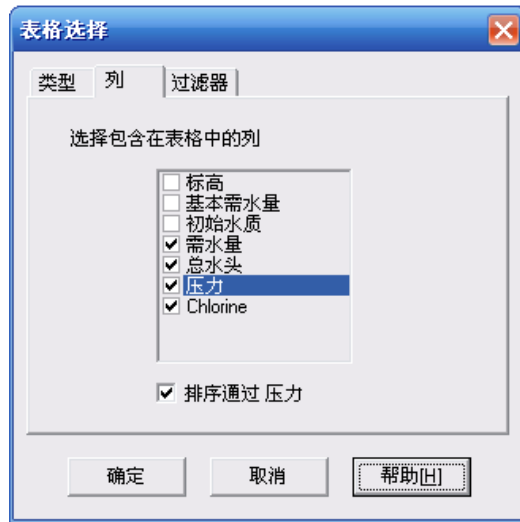 表格选择
类型 列 过滤器
选择包含在表格中的列
标高
基本需水量
初始水质
需水量
总水头
压力
Chlorine
排序通过 压力
确定 取消 帮助[H]